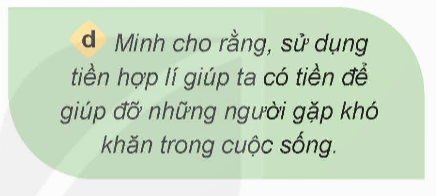 d Minh cho rằng, sử dụng
tiền hợp lí giúp ta có tiền để
giúp đỡ những người gặp khó
khăn trong cuộc sống.